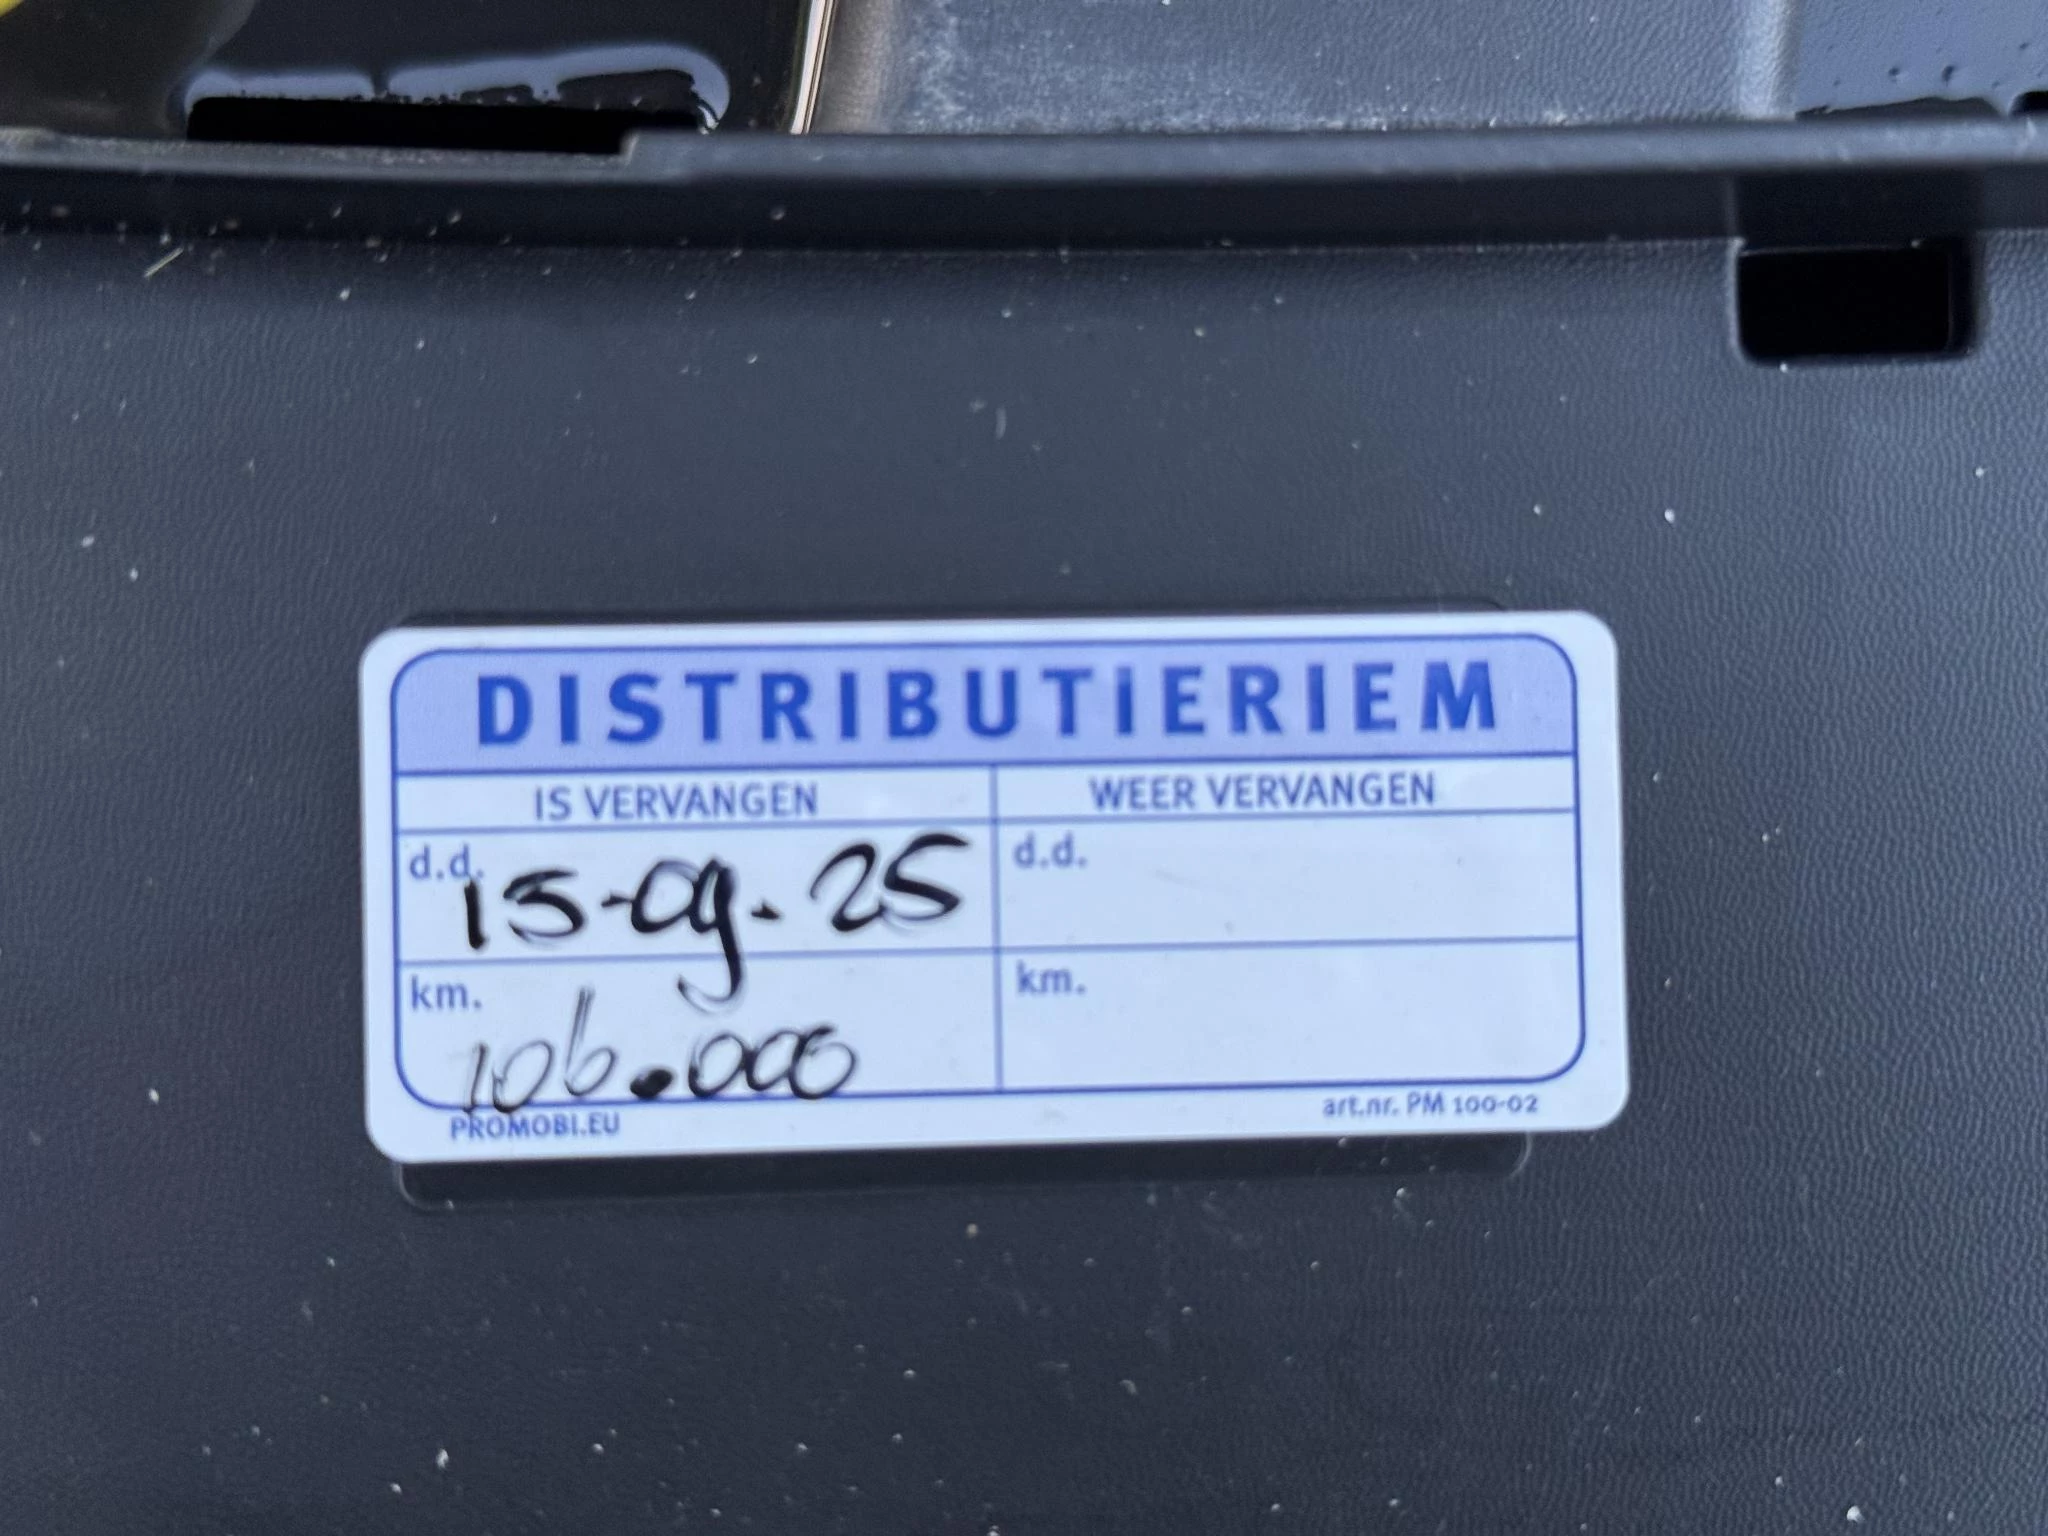 DISTRIBUTIERIEM
IS VERVANGEN WEER VERVANGEN
d.d. 15-09.25 d.d.
km. 106.000 km.
PROMOBI.EU art.nr. PM 100-02